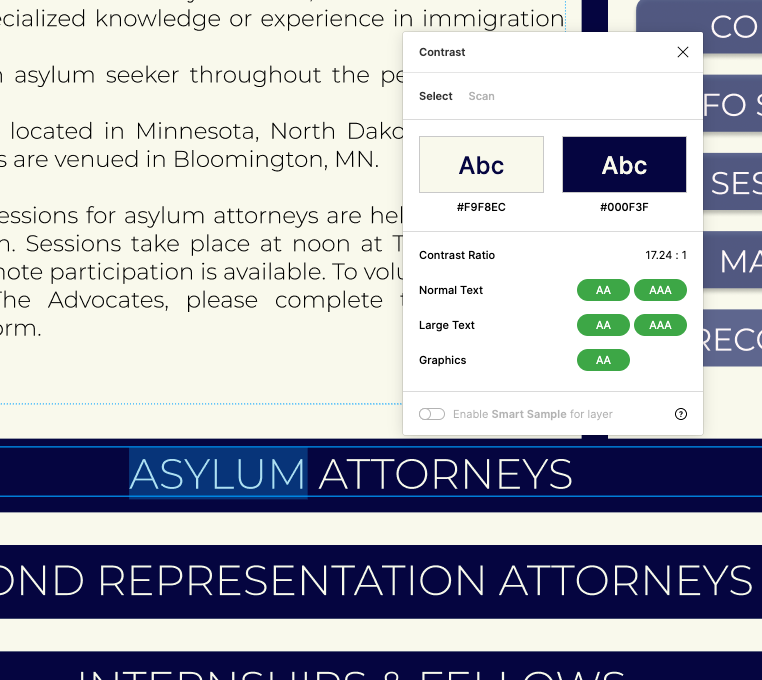 ecialized knowledge or experience in immigration
asylum seeker throughout the pe
located in Minnesota, North Dako
s are venued in Bloomington, MN.
essions for asylum attorneys are hel
n. Sessions take place at noon at T
note participation is available. To volu
The Advocates, please complete t
orm.
CO
FO S
SES
MA
RECO
Contrast
Select Scan
Abc Abc
#F9F8EC #000F3F
Contrast Ratio 17.24 : 1
Normal Text AA AAA
Large Text AA AAA
Graphics AA
Enable Smart Sample for layer
ASYLUM ATTORNEYS
OND REPRESENTATION ATTORNEYS
INTERNSHIPS & FELLOWS